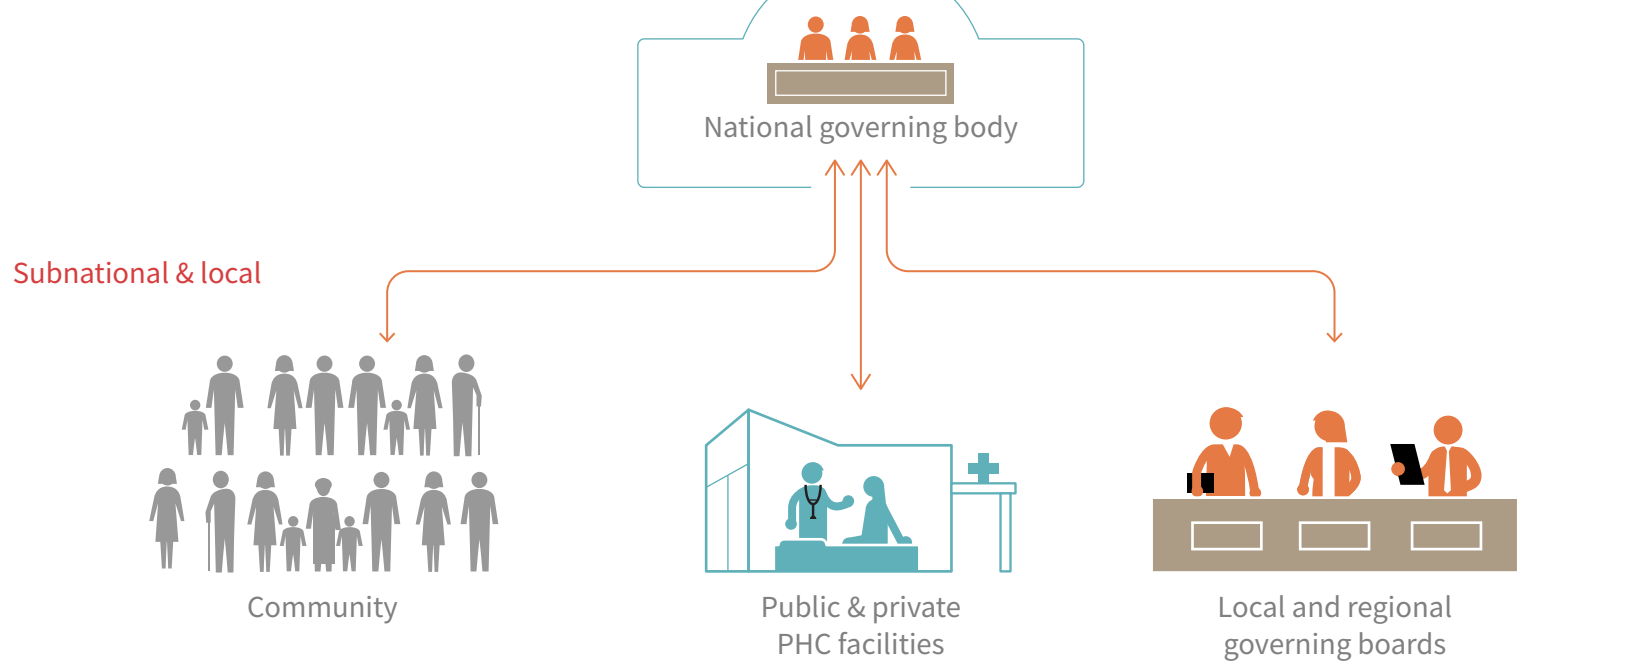 National governing body
Subnational & local
Community
Public & private
PHC facilities
Local and regional
governing boards